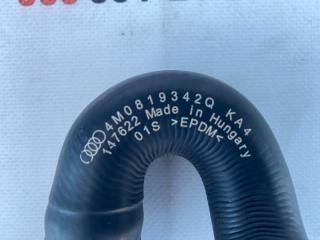 4M0819342Q KA4
147622 Made in Hungary
01S >EPDM<